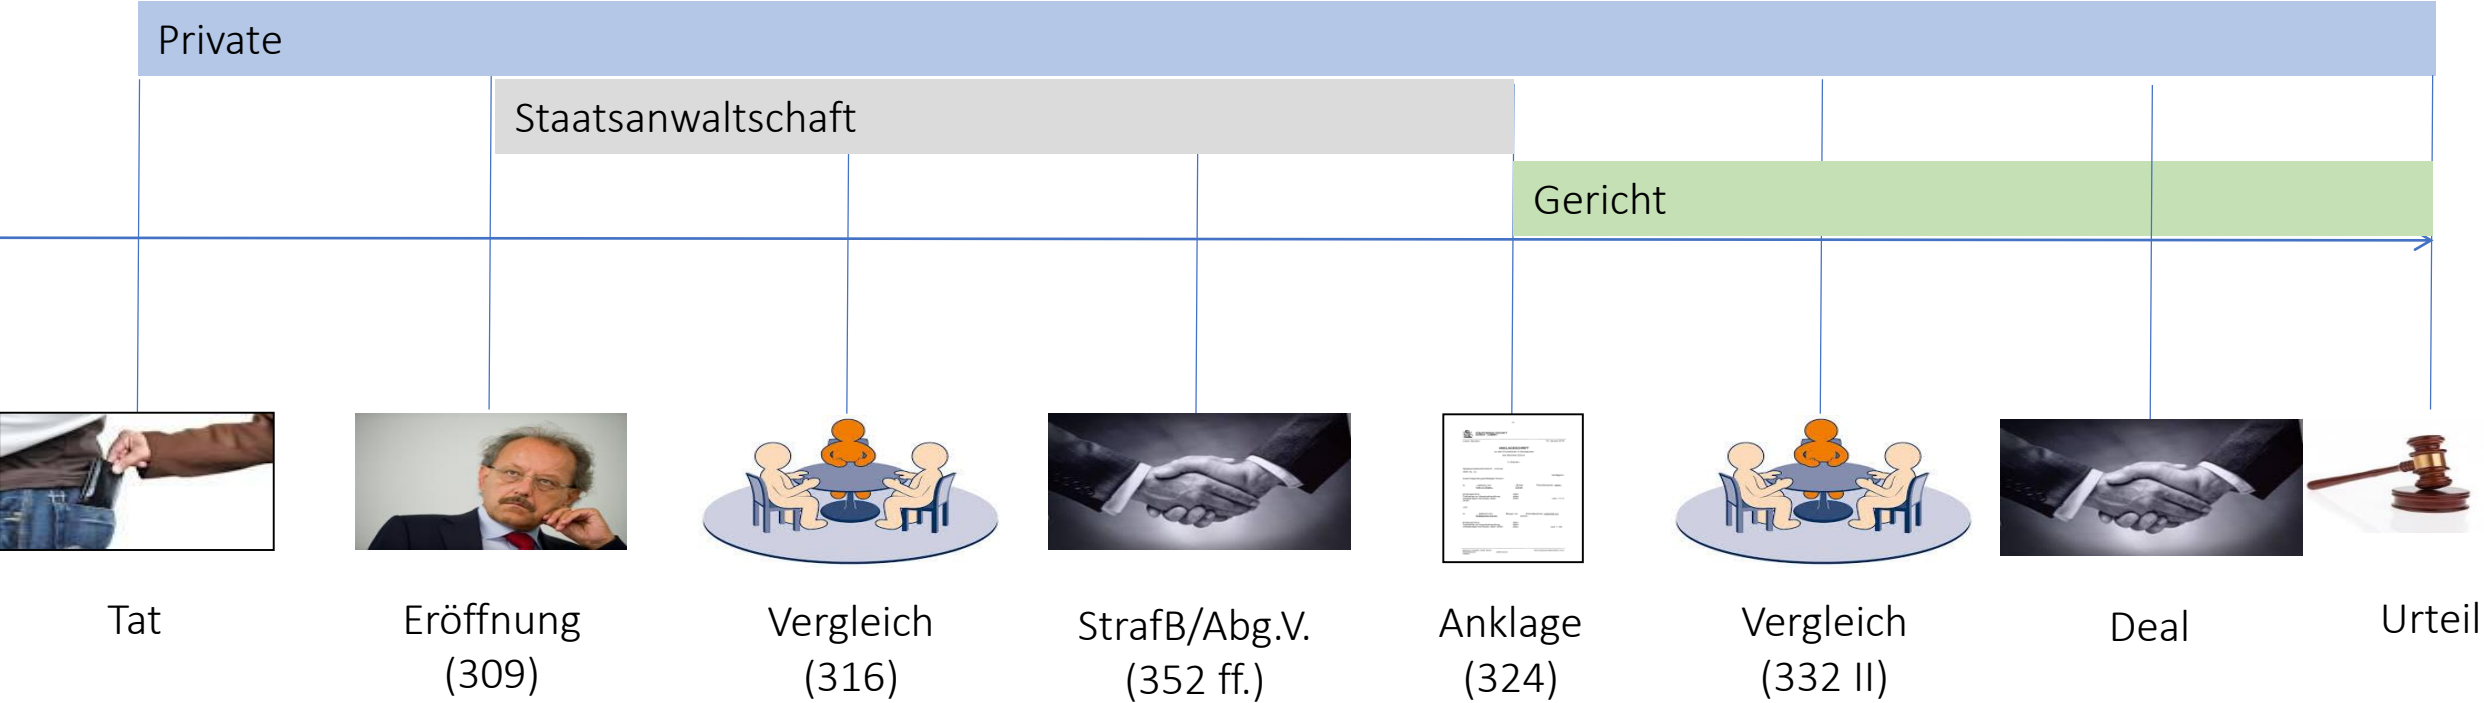 Private
Staatsanwaltschaft
Gericht
Tat
Eröffnung
(309)
Vergleich
(316)
StrafB/Abg.V.
(352 ff.)
Anklage
(324)
Vergleich
(332 II)
Deal
Urteil